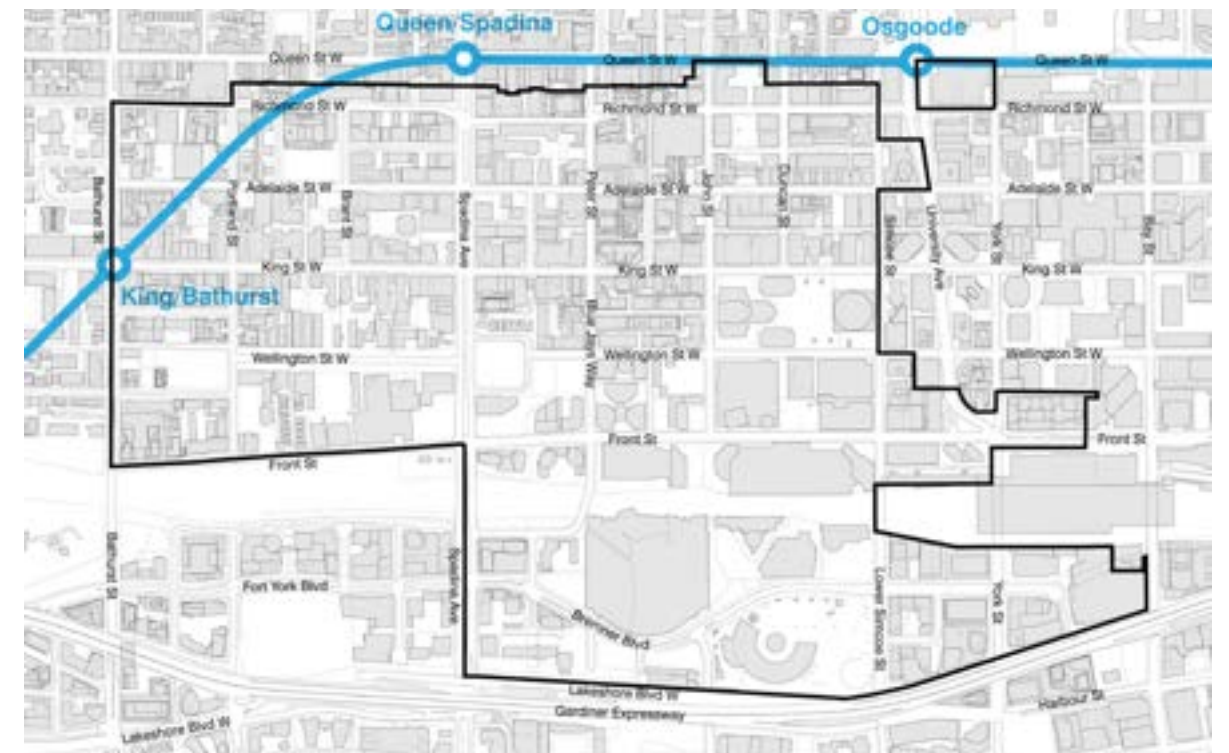 Queen/Spadina
Osgoode
Queen St W
Queen St W
Queen St W
Richmond St W
Richmond St W
Richmond St W
Bathurst St
Portland St
Brant St
Spadina Ave
Peter St
John St
Duncan St
Simcoe St
University Ave
York St
Bay St
Adelaide St W
Adelaide St W
Adelaide St W
King St W
King St W
King St W
King/Bathurst
Blue Jays Way
Wellington St W
Wellington St W
Wellington St W
Front St
Front St
Front St
Bathurst St
Fort York Blvd
Spadina Ave
Bremner Blvd
Lower Simcoe St
York St
Lakeshore Blvd W
Gardiner Expressway
Harbour St
Lakeshore Blvd W